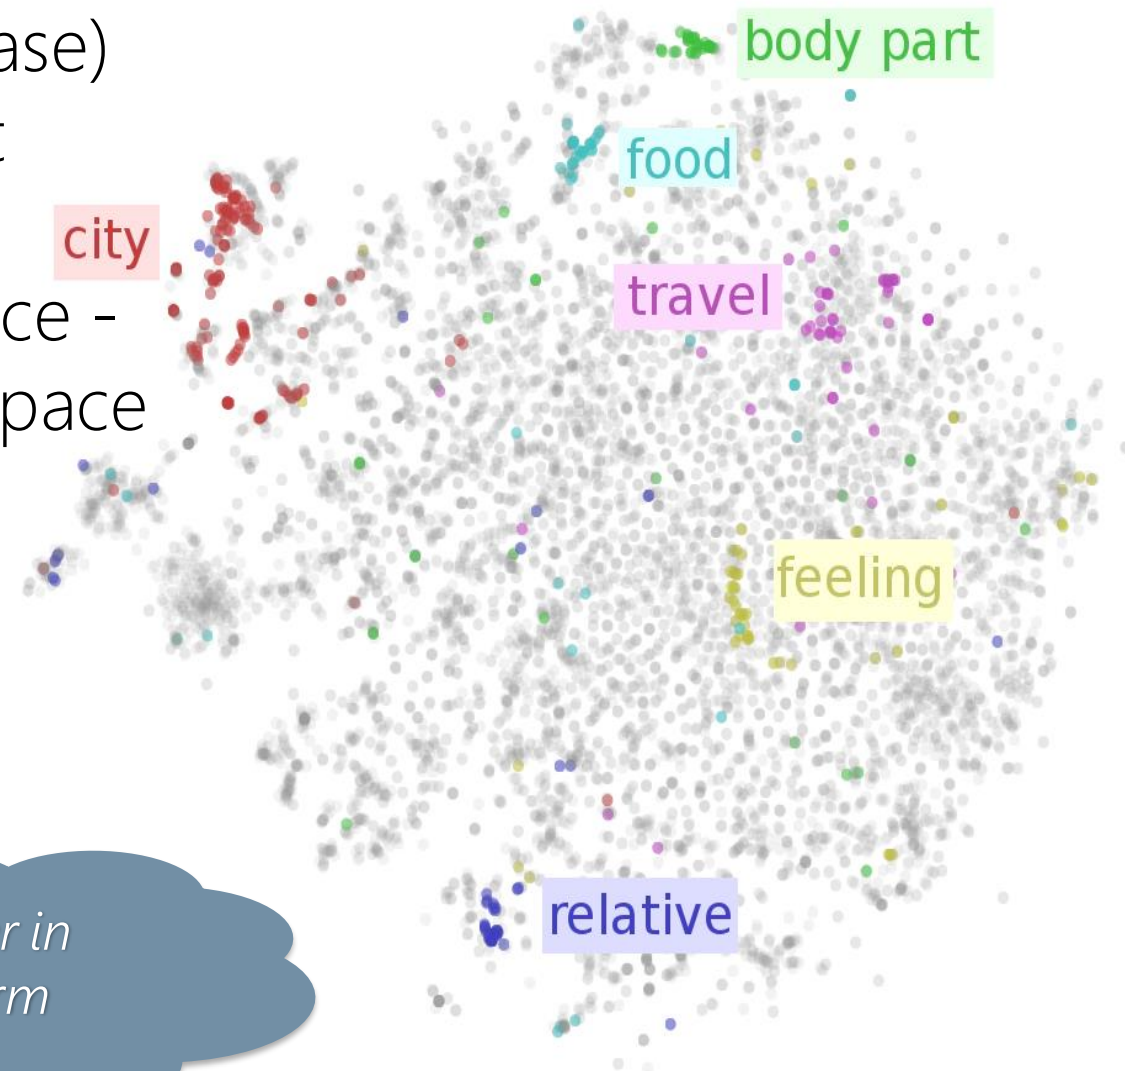 ase)
body part
food
city
travel
ce -
pace
feeling
relative
r in
rm